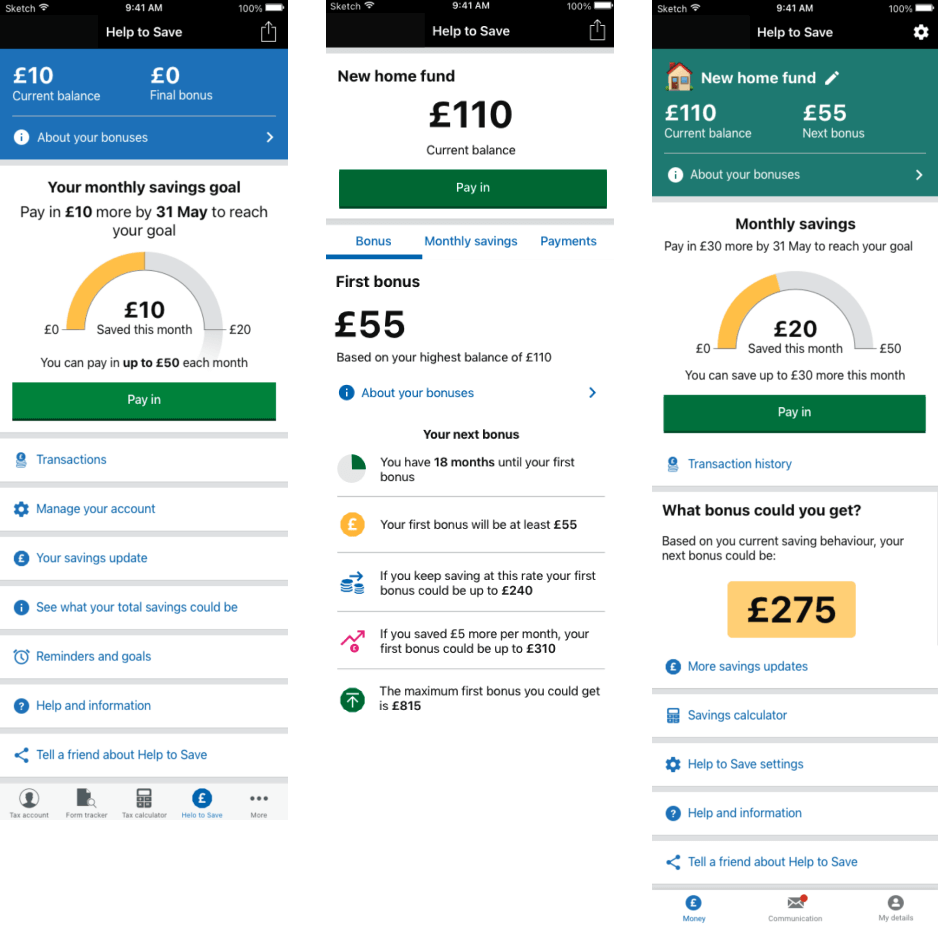 Sketch 9:41 AM 100%
Help to Save
£10 £0
Current balance Final bonus
About your bonuses
Your monthly savings goal
Pay in £10 more by 31 May to reach
your goal
£10
£0 Saved this month £20
You can pay in up to £50 each month
Pay in
Transactions
Manage your account
Your savings update
See what your total savings could be
Reminders and goals
Help and information
Tell a friend about Help to Save
Tax account Form tracker Tax calculator Help to Save More
Sketch 9:41 AM 100%
Help to Save
New home fund
£110
Current balance
Pay in
Bonus Monthly savings Payments
First bonus
£55
Based on your highest balance of £110
About your bonuses
Your next bonus
You have 18 months until your first
bonus
Your first bonus will be at least £55
If you keep saving at this rate your first
bonus could be up to £240
If you saved £5 more per month, your
first bonus could be up to £310
The maximum first bonus you could get
is £815
Sketch 9:41 AM 100%
Help to Save
New home fund
£110 £55
Current balance Next bonus
About your bonuses
Monthly savings
Pay in £30 more by 31 May to reach your goal
£20
£0 Saved this month £50
You can save up to £30 more this month
Pay in
Transaction history
What bonus could you get?
Based on you current saving behaviour, your
next bonus could be:
£275
More savings updates
Savings calculator
Help to Save settings
Help and information
Tell a friend about Help to Save
Money Communication My details